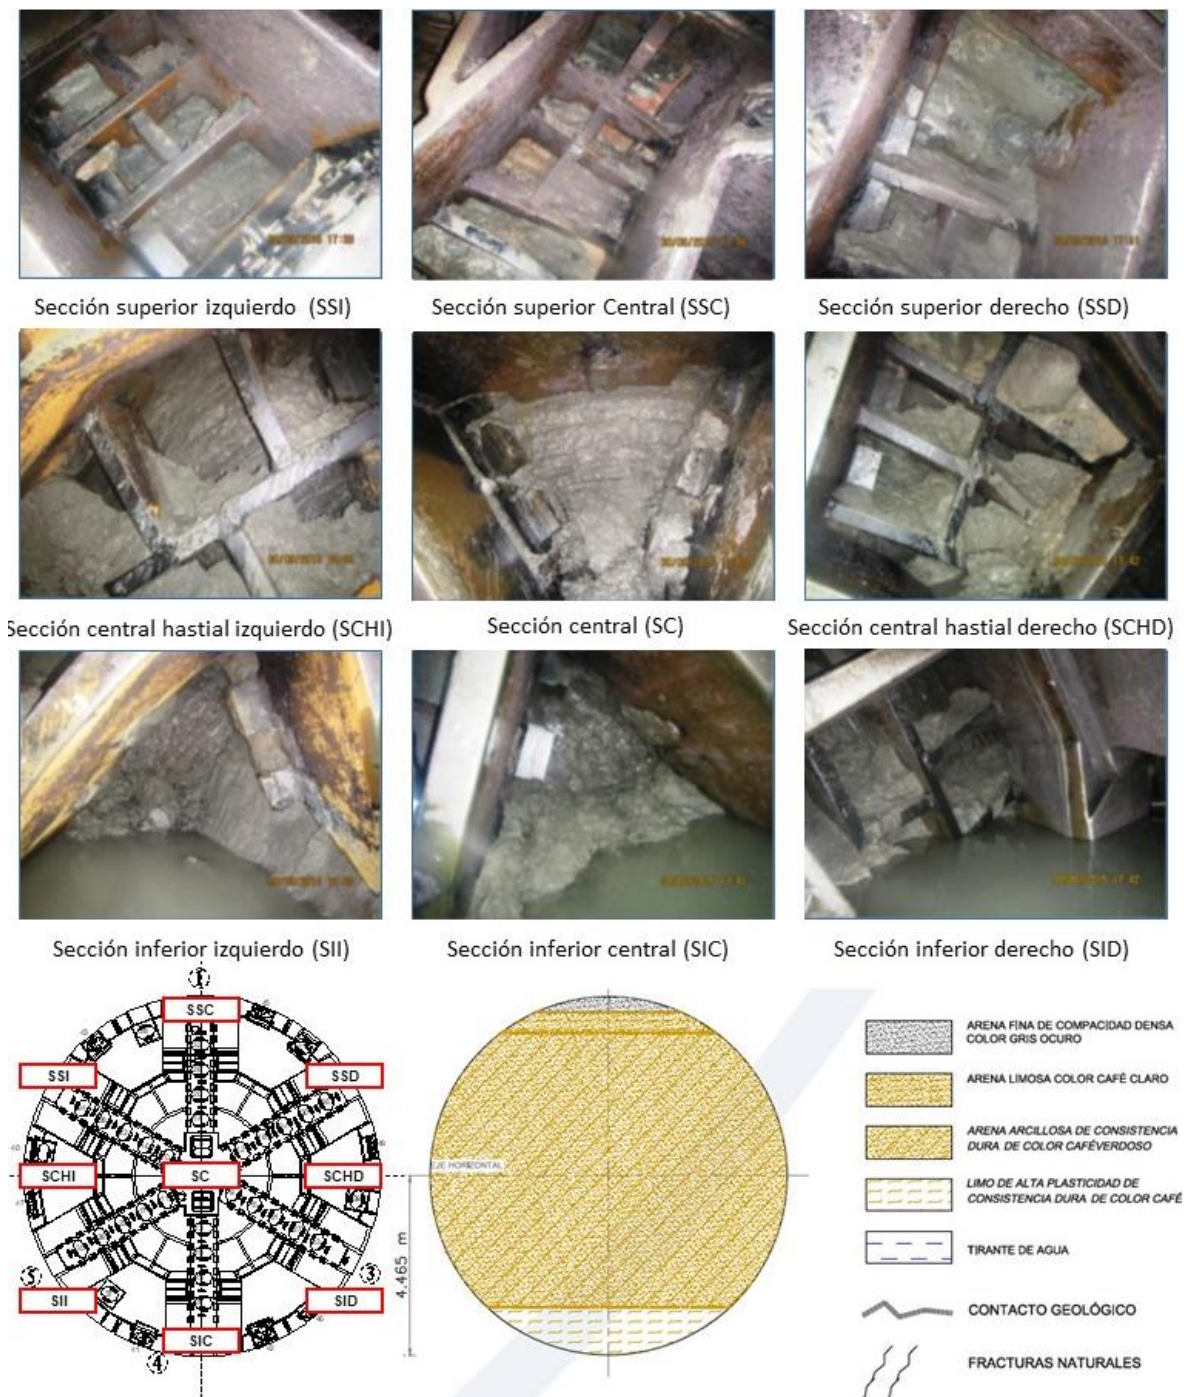 Sección superior izquierdo (SSI)
Sección superior Central (SSC)
Sección superior derecho (SSD)
Sección central hastial izquierdo (SCHI)
Sección central (SC)
Sección central hastial derecho (SCHD)
Sección inferior izquierdo (SII)
Sección inferior central (SIC)
Sección inferior derecho (SID)
1
SSC
SSI
SSD
SCHI
SC
SCHD
5
3
SII
SID
SIC
4
EJE HORIZONTAL
4.465 m
ARENA FINA DE COMPACIDAD DENSA
COLOR GRIS OCURO
ARENA LIMOSA COLOR CAFÉ CLARO
ARENA ARCILLOSA DE CONSISTENCIA
DURA DE COLOR CAFÉVERDOSO
LIMO DE ALTA PLASTICIDAD DE
CONSISTENCIA DURA DE COLOR CAFÉ
TIRANTE DE AGUA
CONTACTO GEOLÓGICO
FRACTURAS NATURALES